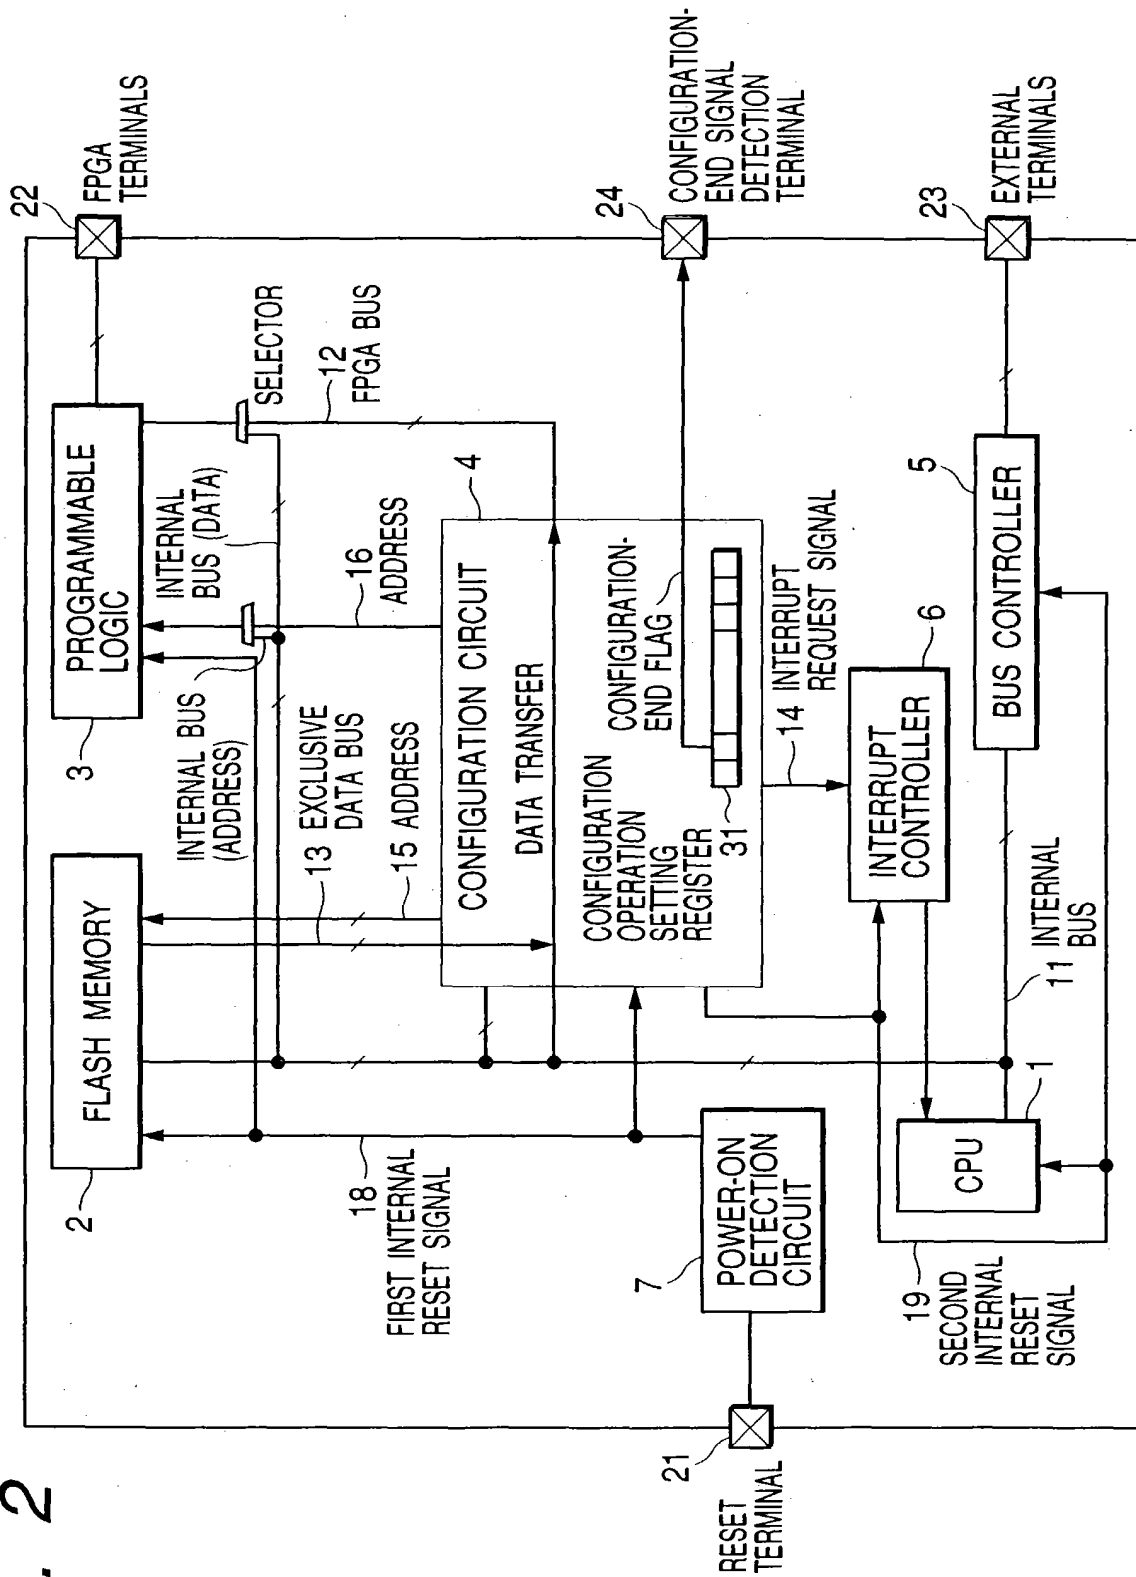 . 2
22
FPGA
TERMINALS
24
CONFIGURATION-
END SIGNAL
DETECTION
TERMINAL
23
EXTERNAL
TERMINALS
SELECTOR
12
FPGA BUS
PROGRAMMABLE
LOGIC
3
INTERNAL
BUS (DATA)
16
ADDRESS
4
INTERNAL BUS
(ADDRESS)
13 EXCLUSIVE
DATA BUS
15 ADDRESS
CONFIGURATION CIRCUIT
DATA TRANSFER
CONFIGURATION-
END FLAG
CONFIGURATION
OPERATION
SETTING
REGISTER
31
14
INTERRUPT
REQUEST SIGNAL
6
INTERRUPT
CONTROLLER
5
BUS CONTROLLER
FLASH MEMORY
2
18
FIRST INTERNAL
RESET SIGNAL
7
POWER-ON
DETECTION
CIRCUIT
11
INTERNAL
BUS
1
CPU
19
SECOND
INTERNAL
RESET
SIGNAL
21
RESET
TERMINAL